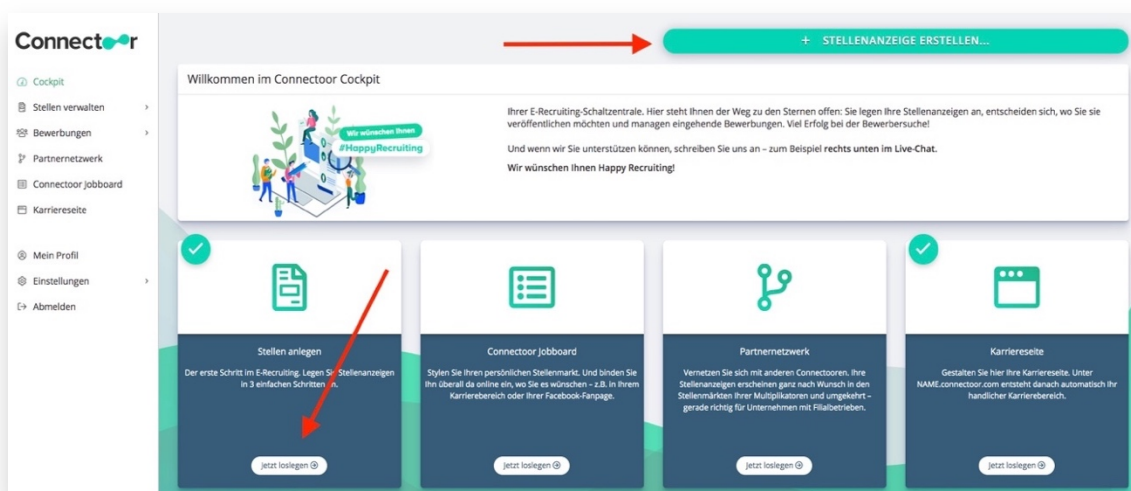 Connectoor
+ STELLENANZEIGE ERSTELLEN...
Cockpit
Stellen verwalten
Bewerbungen
Partnernetzwerk
Connectoor Jobboard
Karriereseite
Mein Profil
Einstellungen
Abmelden
Willkommen im Connectoor Cockpit
Wir wünschen Ihnen
#HappyRecruiting
Ihrer E-Recruiting-Schaltzentrale. Hier steht Ihnen der Weg zu den Sternen offen: Sie legen Ihre Stellenanzeigen an, entscheiden sich, wo Sie sie
veröffentlichen möchten und managen eingehende Bewerbungen. Viel Erfolg bei der Bewerbersuche!
Und wenn wir Sie unterstützen können, schreiben Sie uns an – zum Beispiel rechts unten im Live-Chat.
Wir wünschen Ihnen Happy Recruiting!
Stellen anlegen
Der erste Schritt im E-Recruiting. Legen Sie Stellenanzeigen
in 3 einfachen Schritten an.
Jetzt loslegen
Connectoor Jobboard
Stylen Sie Ihren persönlichen Stellenmarkt. Und binden Sie
Ihn überall da online ein, wo Sie es wünschen – z.B. in Ihrem
Karrierebereich oder Ihrer Facebook-Fanpage.
Jetzt loslegen
Partnernetzwerk
Vernetzen Sie sich mit anderen Connectooren. Ihre
Stellenanzeigen erscheinen ganz nach Wunsch in den
Stellenmärkten Ihrer Multiplikatoren und umgekehrt –
gerade richtig für Unternehmen mit Filialbetrieben.
Jetzt loslegen
Karriereseite
Gestalten Sie hier Ihre Karriereseite. Unter
NAME.connectoor.com entsteht danach automatisch Ihr
handlicher Karrierebereich.
Jetzt loslegen